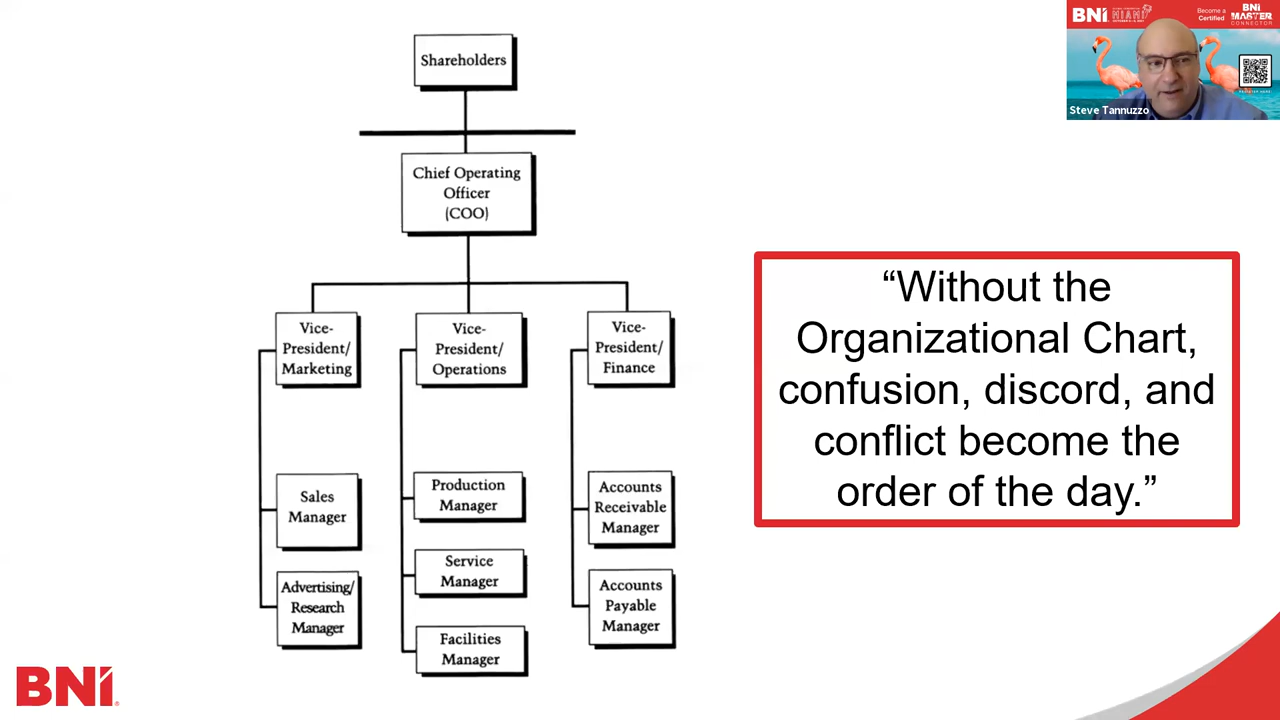 Shareholders
Chief Operating
Officer
(COO)
Vice-
President/
Marketing
Vice-
President/
Operations
Vice-
President/
Finance
Sales
Manager
Advertising/
Research
Manager
Production
Manager
Service
Manager
Facilities
Manager
Accounts
Receivable
Manager
Accounts
Payable
Manager
“Without the
Organizational Chart,
confusion, discord, and
conflict become the
order of the day.”
BNI
MIAMI
Become a
Certified
BNI
MASTER
CONNECTOR
Steve Tannuzzo
BNI